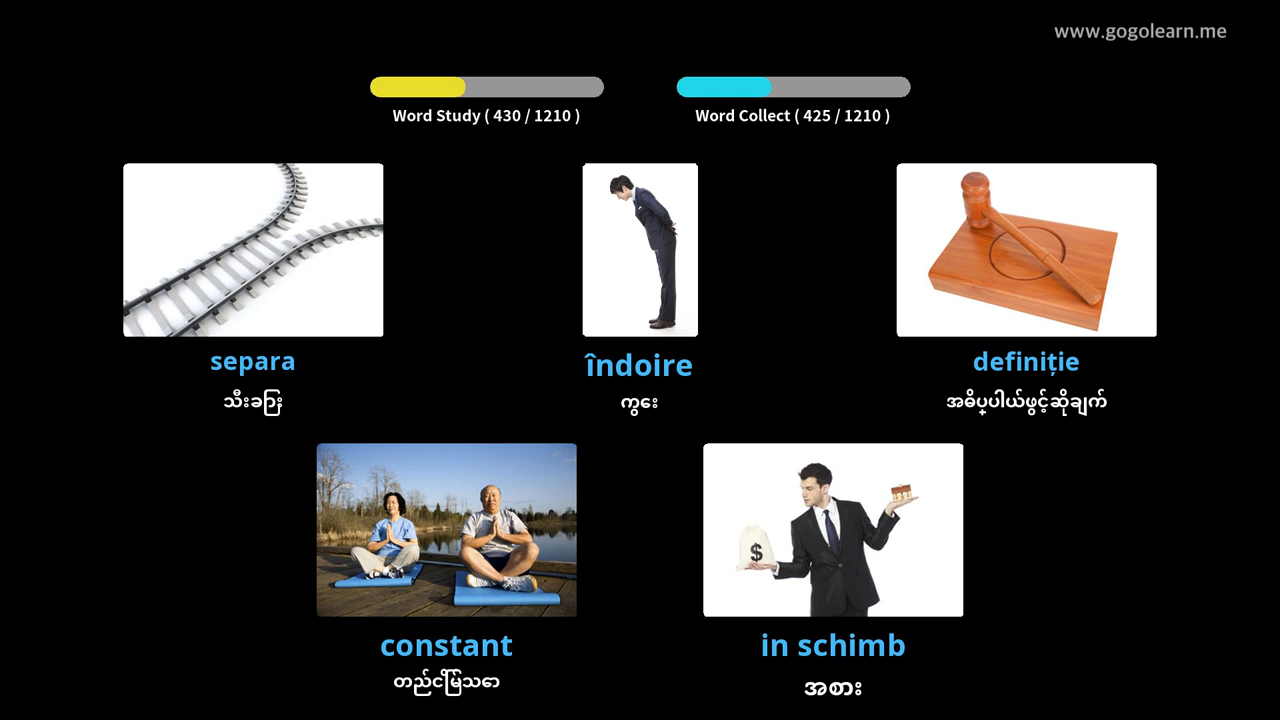 www.gogolearn.me
Word Study ( 430 / 1210 )
Word Collect ( 425 / 1210 )
separa
သီးခြား
îndoire
ကွေး
definiție
အဓိပ္ပါယ်ဖွင့်ဆိုချက်
constant
တည်ငြိမ်သော
in schimb
အစား